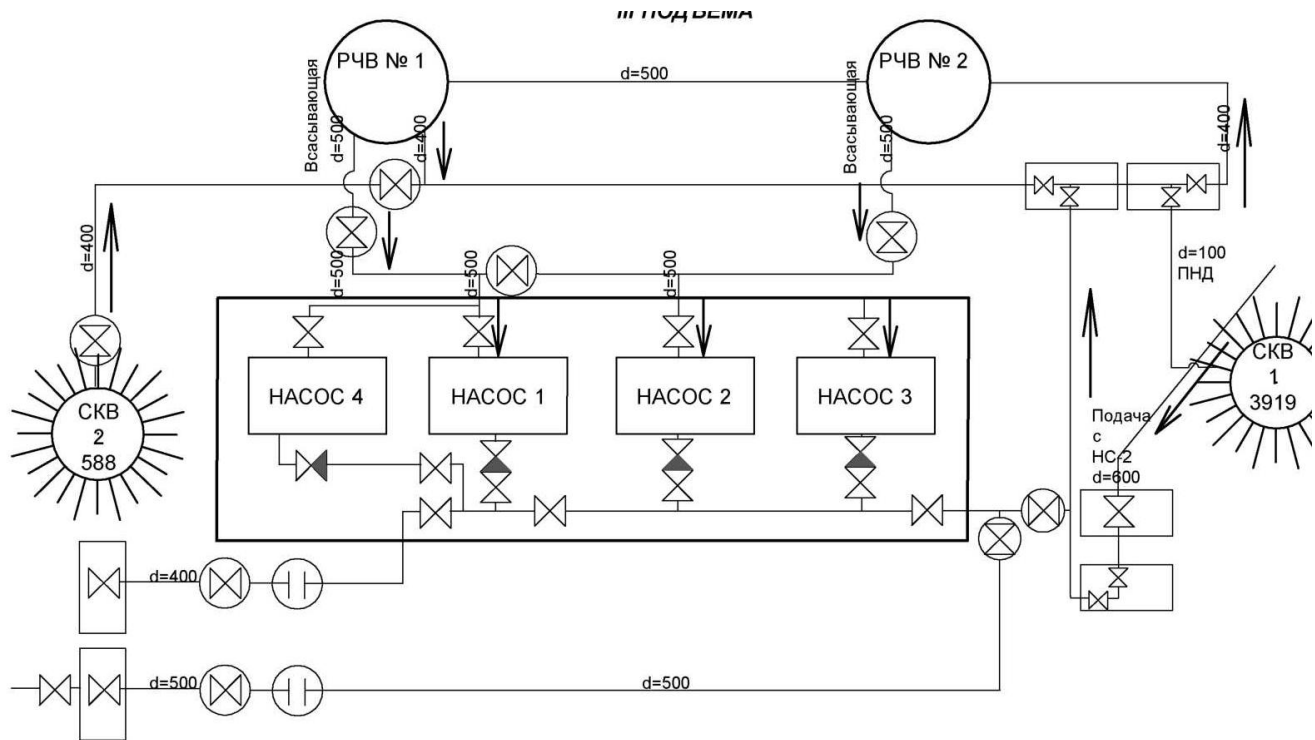 III ПОДЪЕМА
РЧВ № 1
d=500
РЧВ № 2
Всасывающая
d=500
d=400
Всасывающая
d=500
d=400
d=400
d=500
d=500
d=500
d=100
ПНД
НАСОС 4
НАСОС 1
НАСОС 2
НАСОС 3
СКВ
1
3919
СКВ
2
588
Подача
с
НС-2
d=600
d=400
d=500
d=500